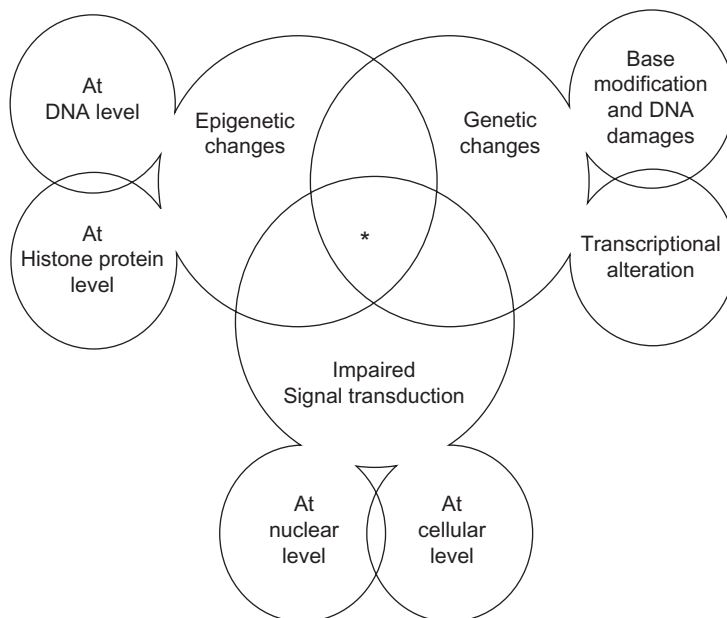 At
DNA level
Epigenetic
changes
Genetic
changes
Base
modification
and DNA
damages
At
Histone protein
level
*
Transcriptional
alteration
Impaired
Signal transduction
At
nuclear
level
At
cellular
level